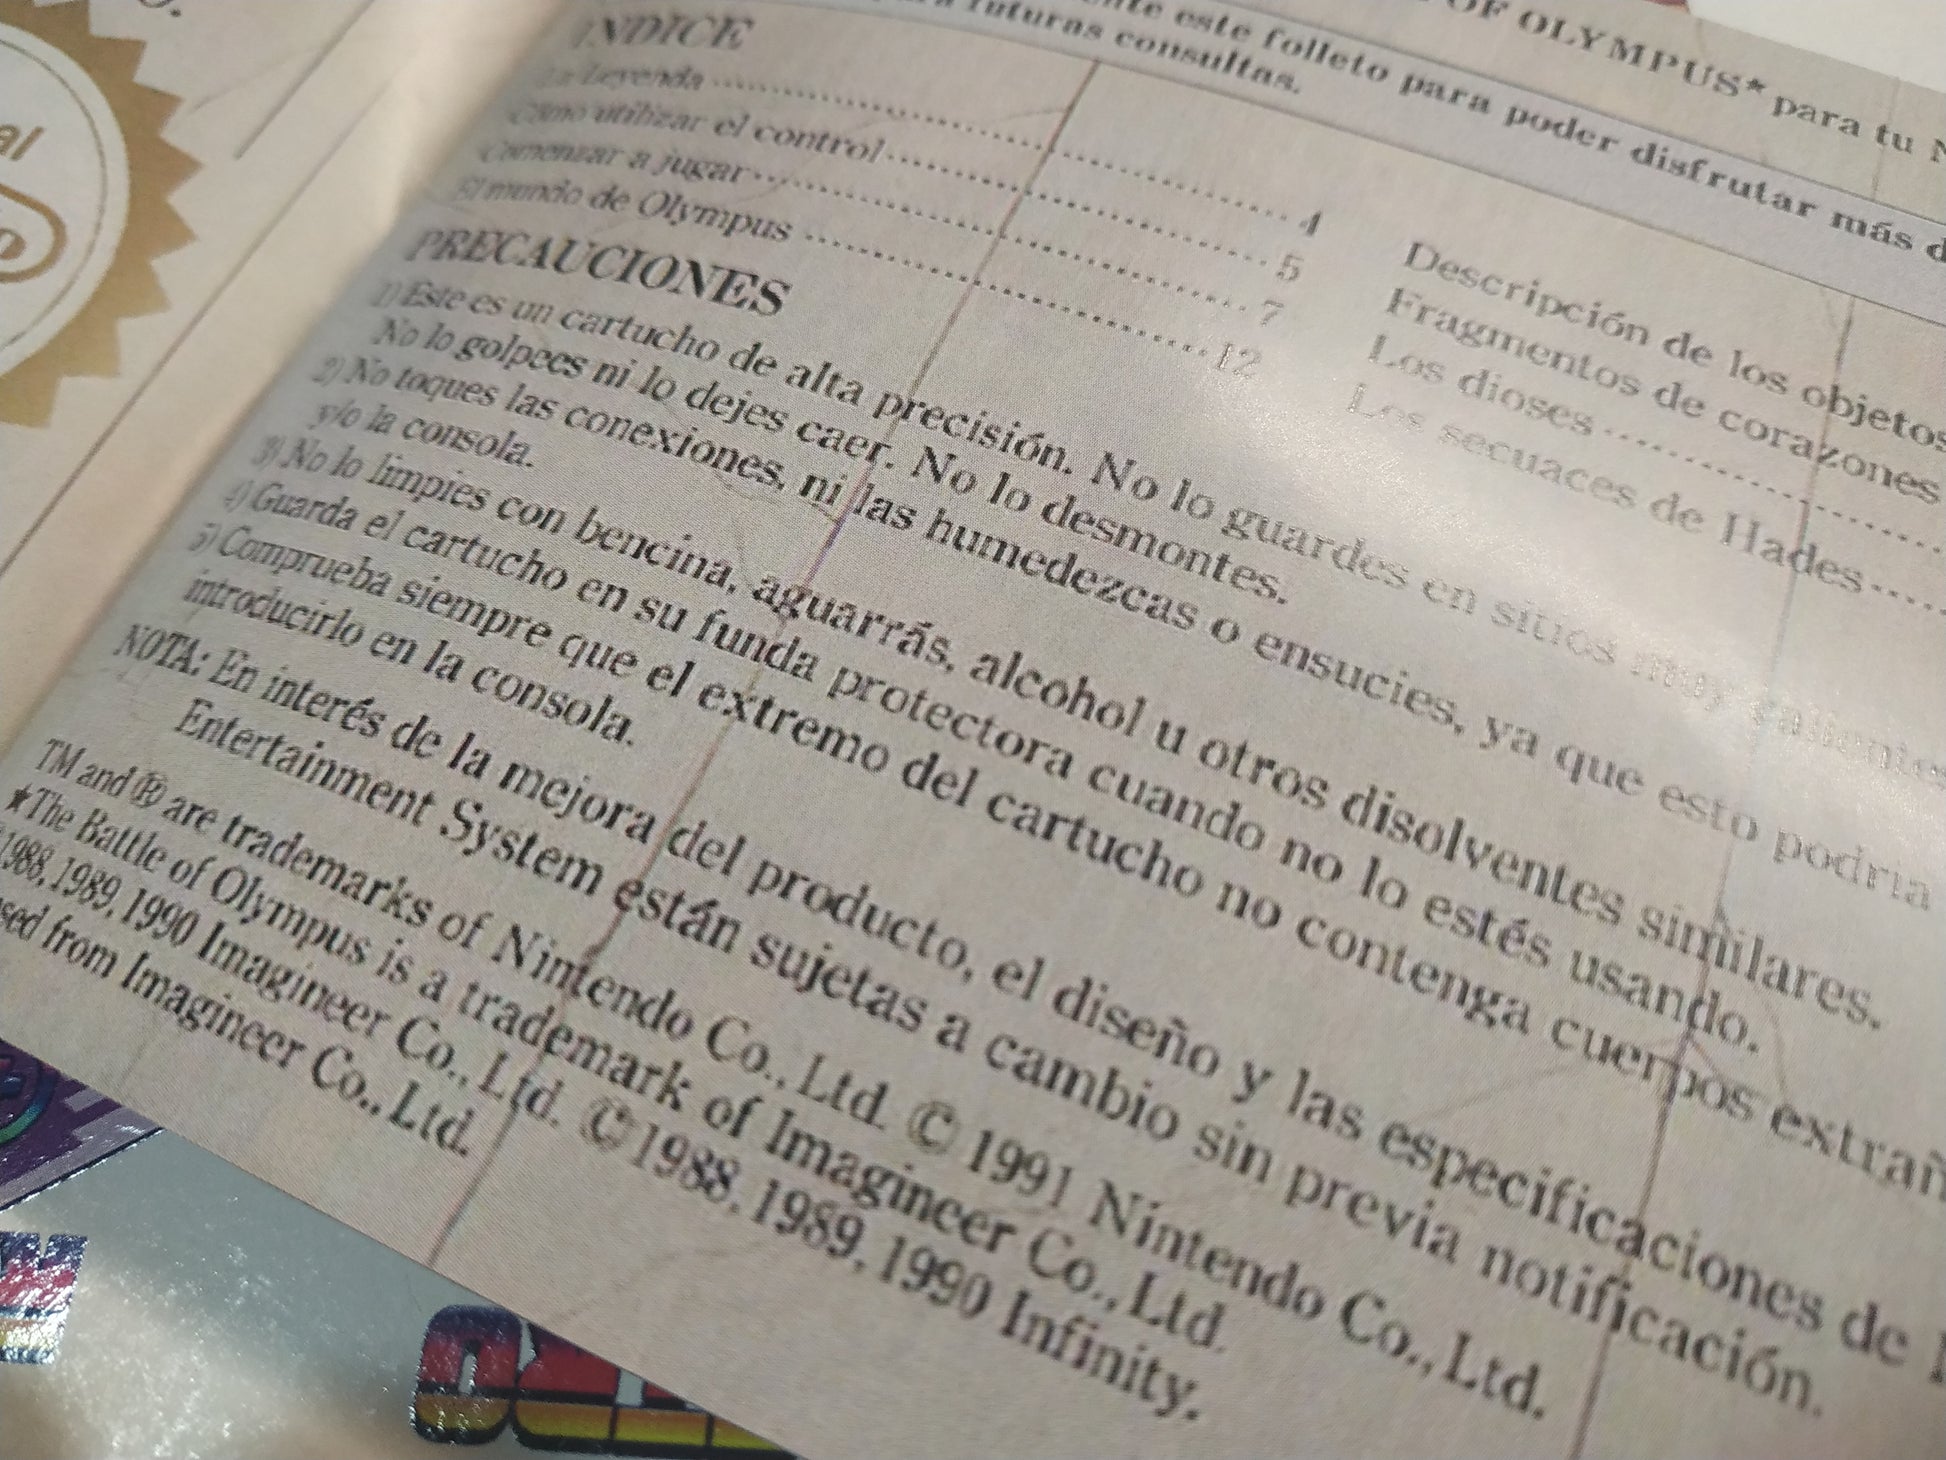 OF OLYMPUS* para tu N
este folleto para poder disfrutar más d
futuras consultas.
ÍNDICE
La Leyenda 4
Cómo utilizar el control 5
Comenzar a jugar 7
El mundo de Olympus 12
Descripción de los objetos
Fragmentos de corazones
Los dioses
Los secuaces de Hades
PRECAUCIONES
1) Este es un cartucho de alta precisión. No lo guardes en sitios muy calientes
No lo golpees ni lo dejes caer. No lo desmontes.
2) No toques las conexiones, ni las humedezcas o ensucies, ya que esto podría
y/o la consola.
3) No lo limpies con bencina, aguarrás, alcohol u otros disolventes similares.
4) Guarda el cartucho en su funda protectora cuando no lo estés usando.
5) Comprueba siempre que el extremo del cartucho no contenga cuerpos extrañ
introducirlo en la consola.
NOTA: En interés de la mejora del producto, el diseño y las especificaciones de
Entertainment System están sujetas a cambio sin previa notificación.
TM and ® are trademarks of Nintendo Co., Ltd. © 1991 Nintendo Co., Ltd.
★The Battle of Olympus is a trademark of Imagineer Co., Ltd.
1988, 1989, 1990 Imagineer Co., Ltd. ©1988, 1989, 1990 Infinity.
sed from Imagineer Co., Ltd.
al